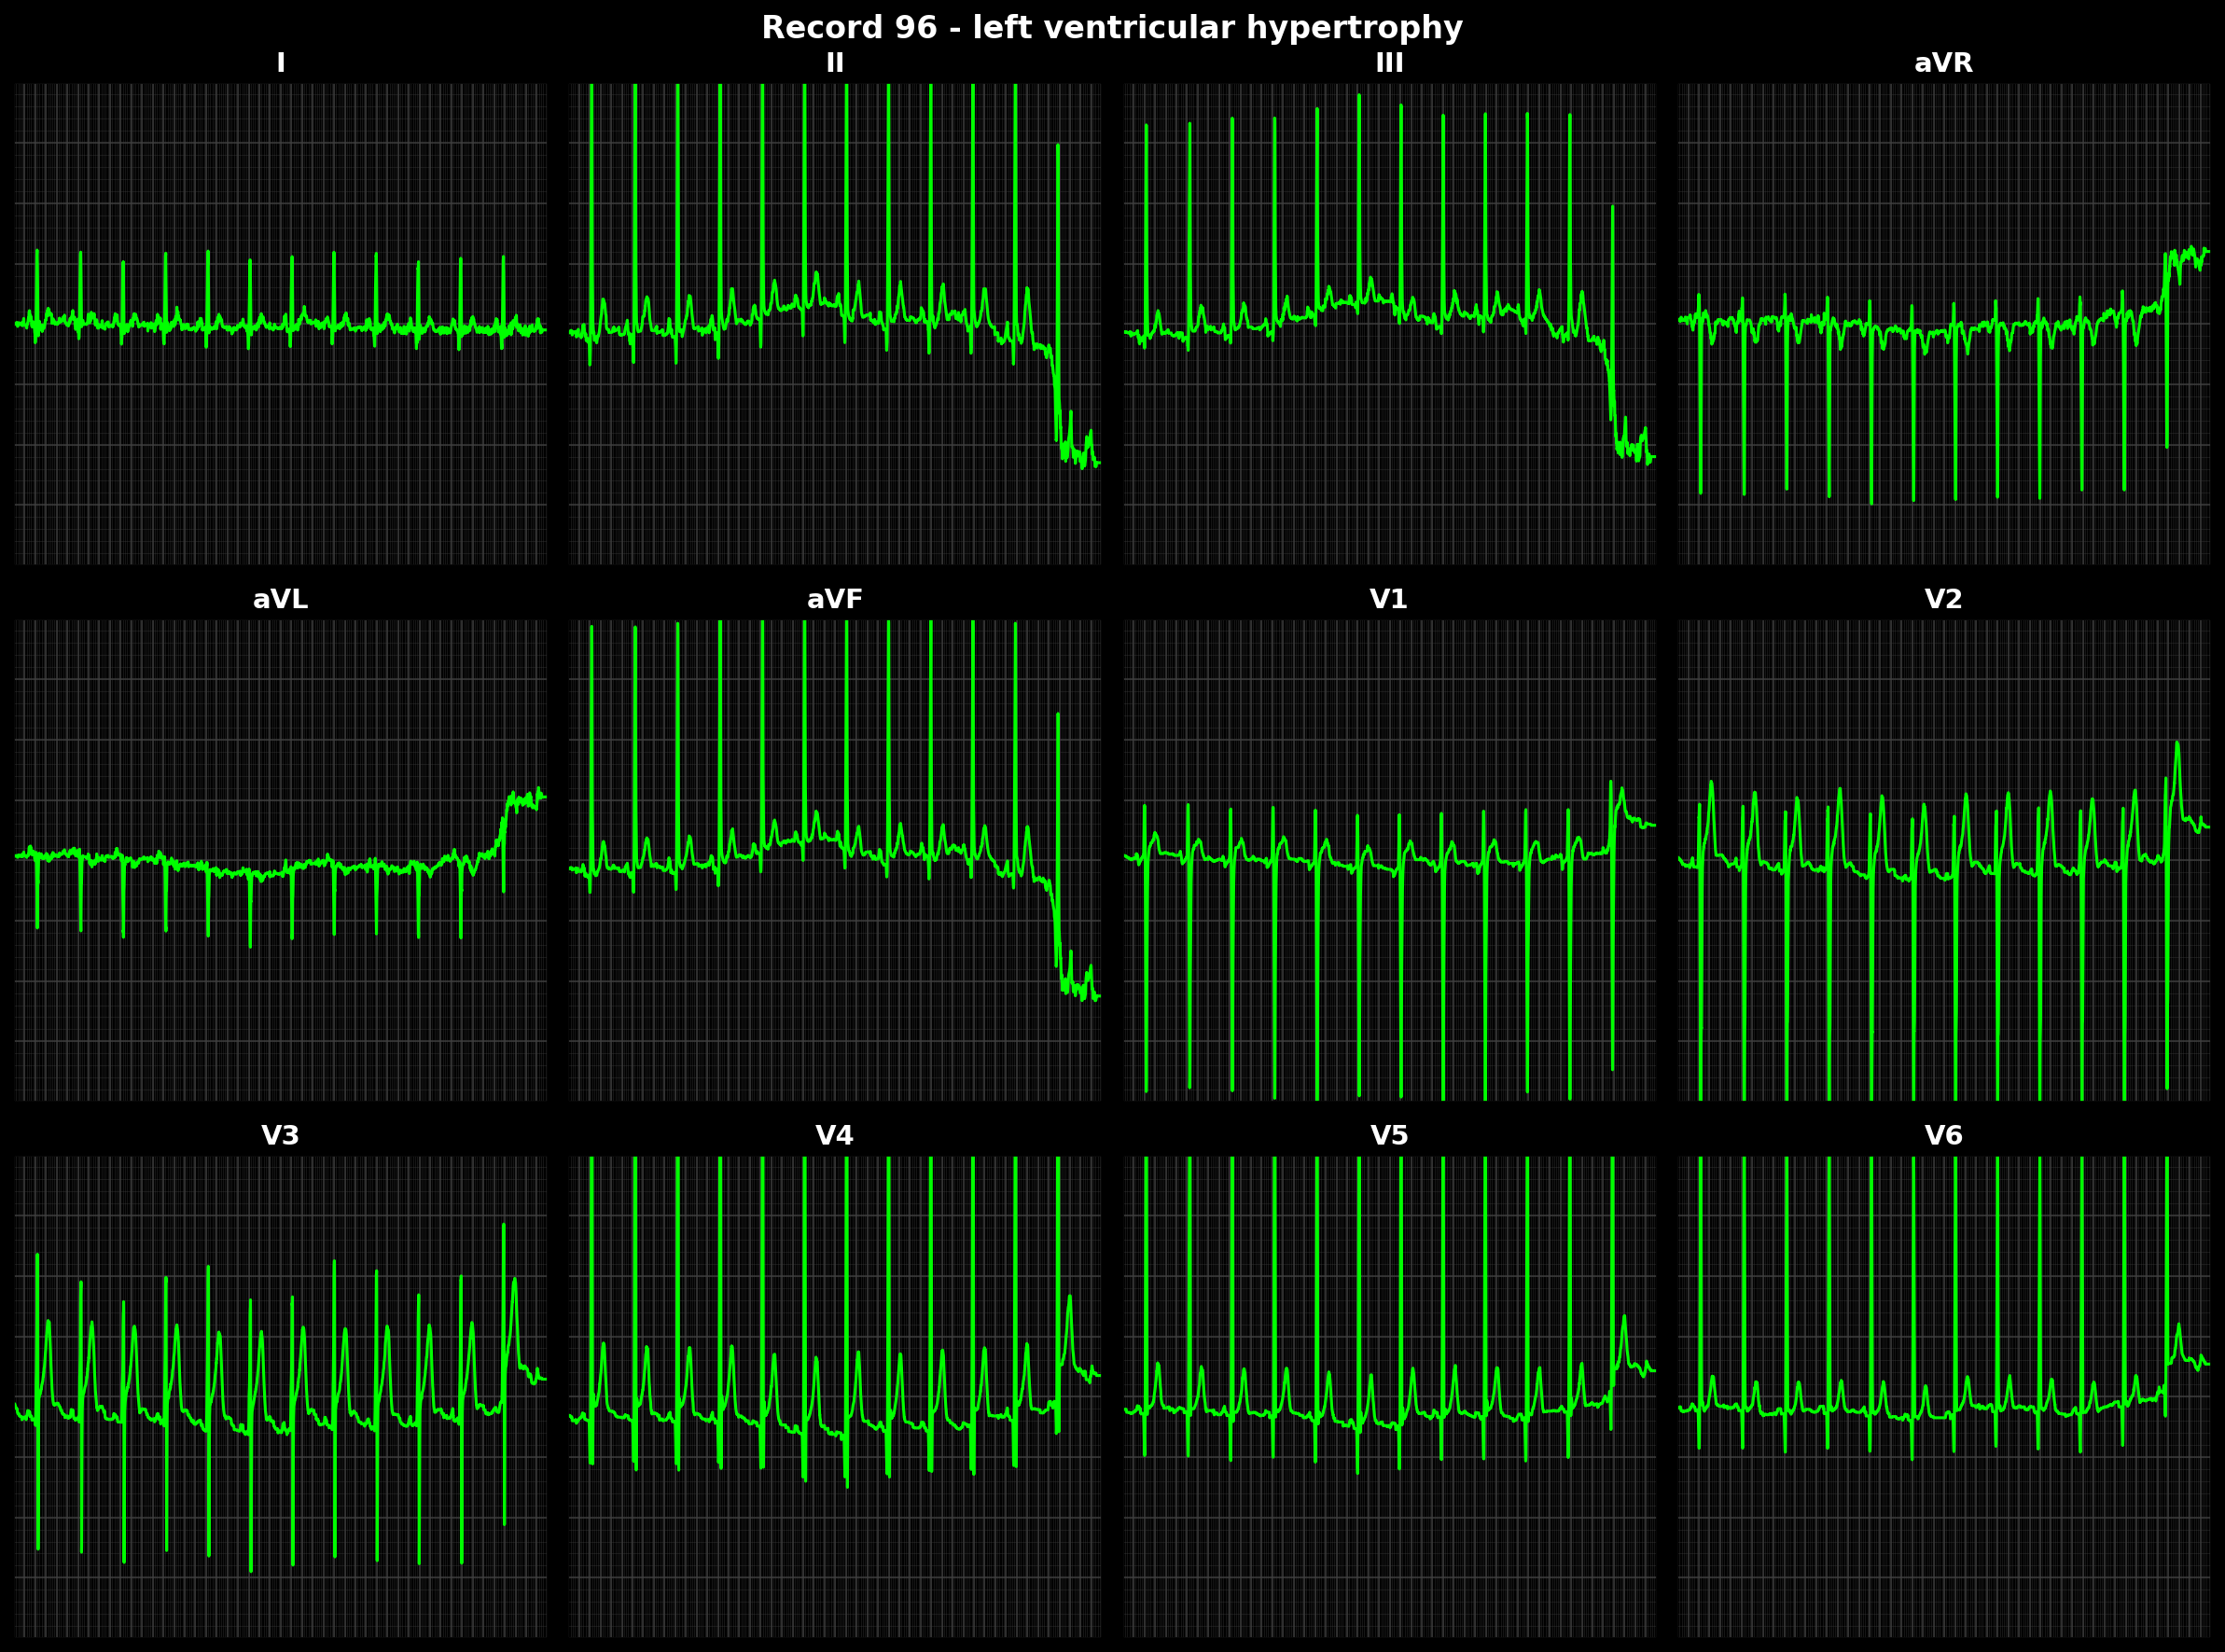 Record 96 - left ventricular hypertrophy
I II III aVR
aVL aVF V1 V2
V3 V4 V5 V6